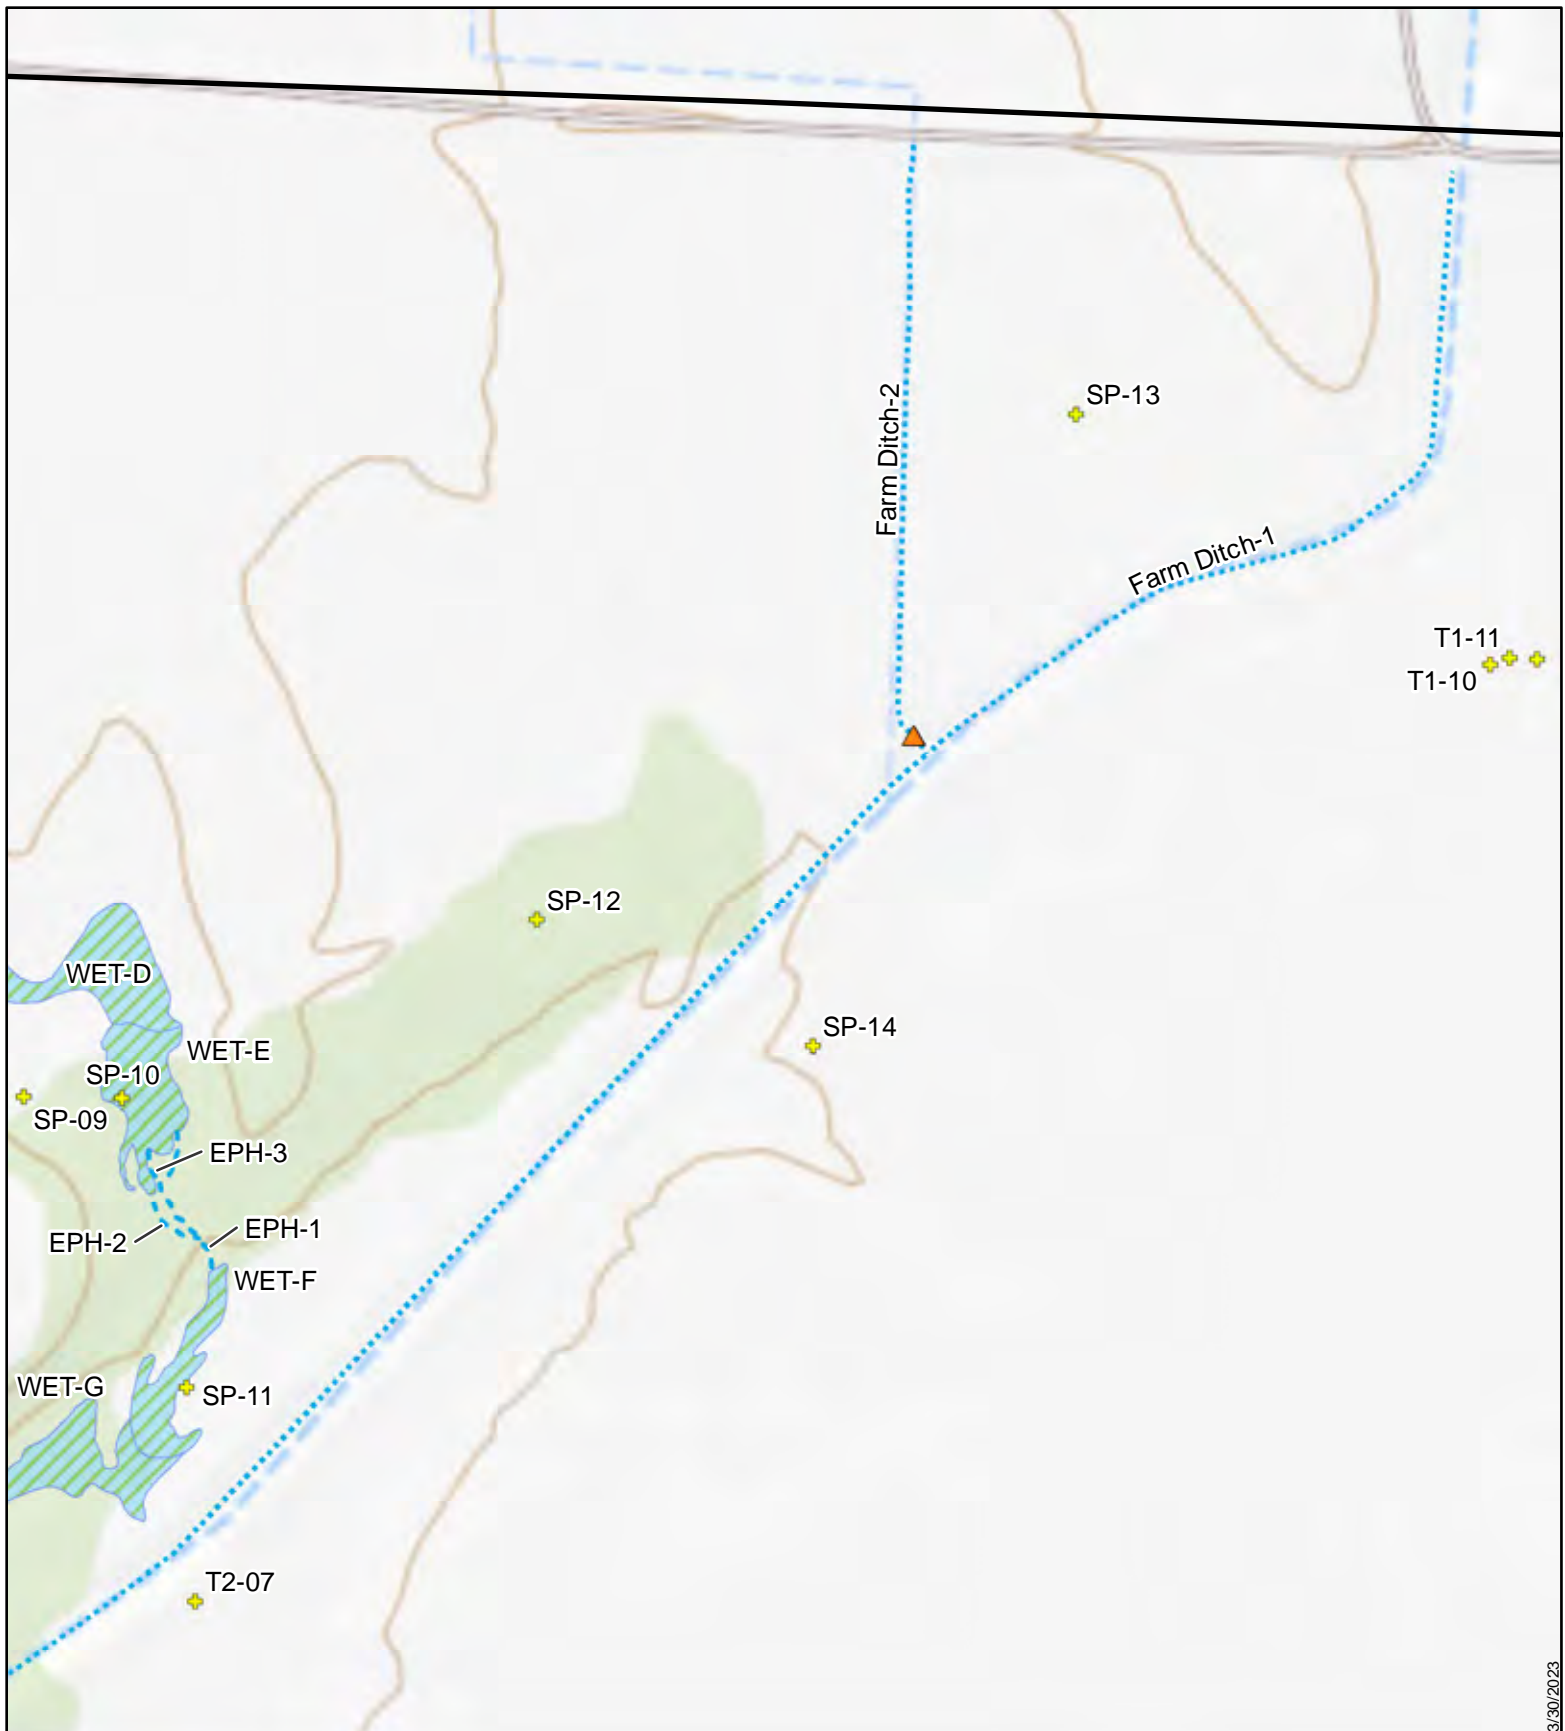 SP-13
Farm Ditch-2
Farm Ditch-1
T1-11
T1-10
SP-12
WET-D
SP-14
WET-E
SP-10
SP-09
EPH-3
EPH-1
EPH-2
WET-F
WET-G
SP-11
T2-07
3/30/2023